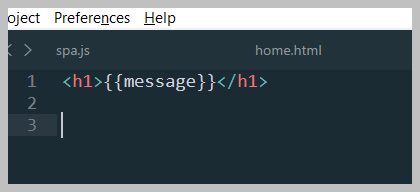 oject Preferences Help
spa.js home.html
1 <h1>{{message}}</h1>
2
3